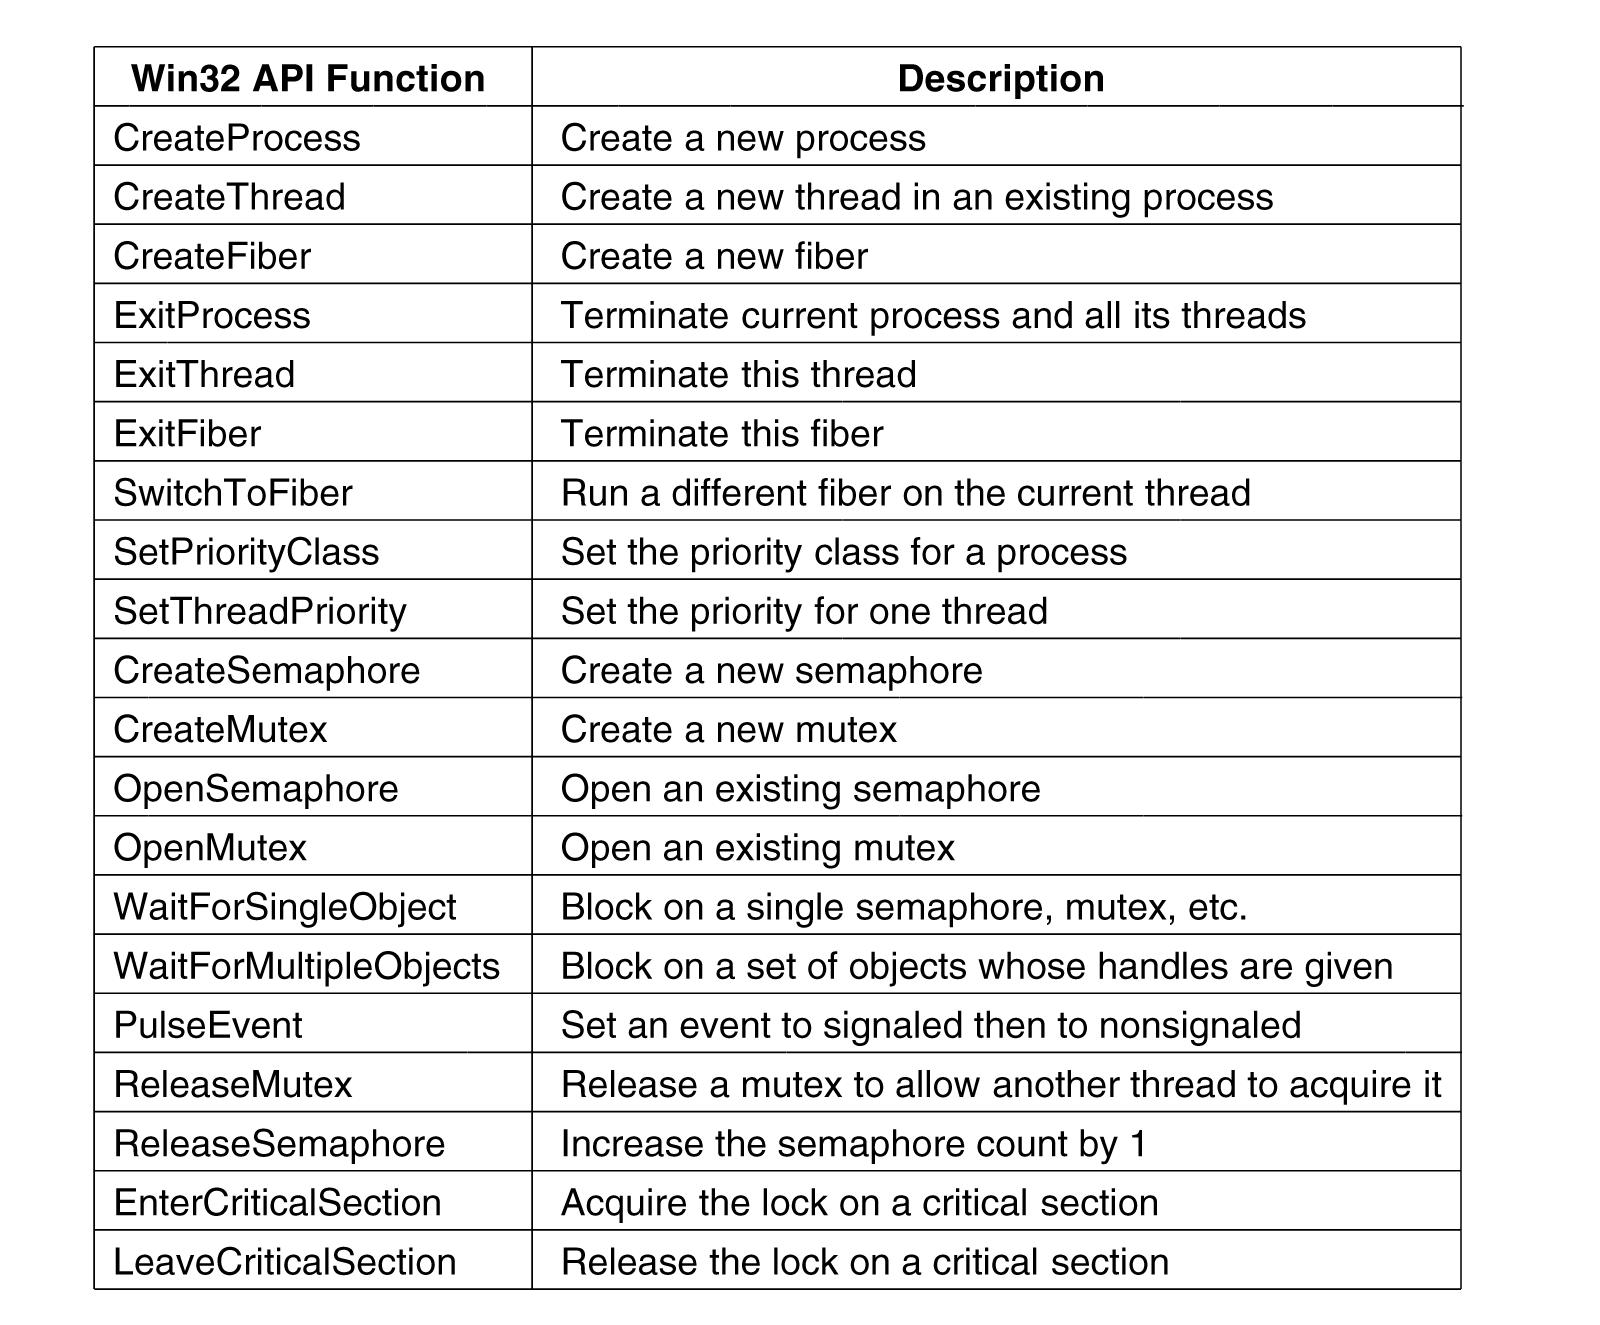 Win32 API Function Description
CreateProcess Create a new process
CreateThread Create a new thread in an existing process
CreateFiber Create a new fiber
ExitProcess Terminate current process and all its threads
ExitThread Terminate this thread
ExitFiber Terminate this fiber
SwitchToFiber Run a different fiber on the current thread
SetPriorityClass Set the priority class for a process
SetThreadPriority Set the priority for one thread
CreateSemaphore Create a new semaphore
CreateMutex Create a new mutex
OpenSemaphore Open an existing semaphore
OpenMutex Open an existing mutex
WaitForSingleObject Block on a single semaphore, mutex, etc.
WaitForMultipleObjects Block on a set of objects whose handles are given
PulseEvent Set an event to signaled then to nonsignaled
ReleaseMutex Release a mutex to allow another thread to acquire it
ReleaseSemaphore Increase the semaphore count by 1
EnterCriticalSection Acquire the lock on a critical section
LeaveCriticalSection Release the lock on a critical section